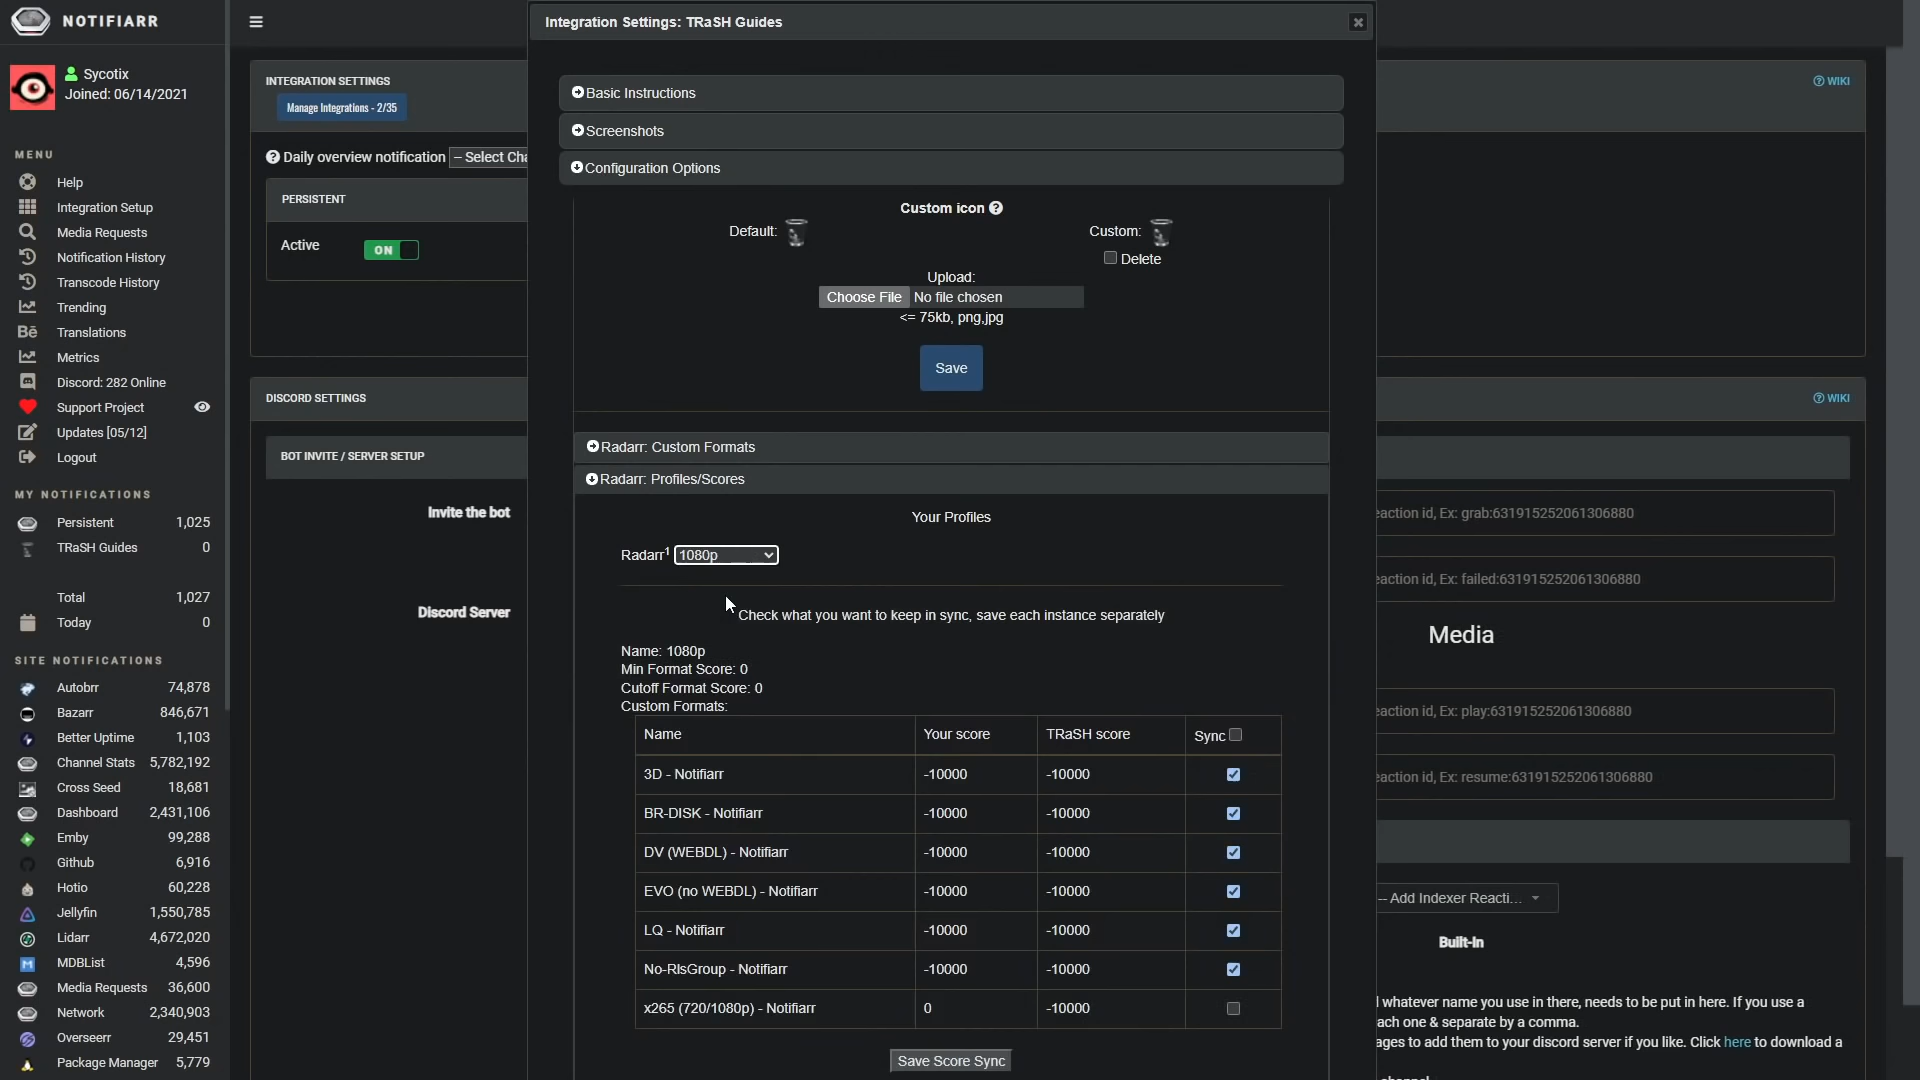 NOTIFIARR
Sycotix
Joined: 06/14/2021
MENU
Help
Integration Setup
Media Requests
Notification History
Transcode History
Trending
Bē Translations
Metrics
Discord: 282 Online
Support Project
Updates [05/12]
Logout
MY NOTIFICATIONS
Persistent 1,025
TRaSH Guides 0
Total 1,027
Today 0
SITE NOTIFICATIONS
Autobrr 74,878
Bazarr 846,671
Better Uptime 1,103
Channel Stats 5,782,192
Cross Seed 18,681
Dashboard 2,431,106
Emby 99,288
Github 6,916
Hotio 60,228
Jellyfin 1,550,785
Lidarr 4,672,020
MDBList 4,596
Media Requests 36,600
Network 2,340,903
Overseerr 29,451
Package Manager 5,779
INTEGRATION SETTINGS
Manage Integrations - 2/35
Daily overview notification -- Select Cha
PERSISTENT
Active ON
DISCORD SETTINGS
BOT INVITE / SERVER SETUP
Invite the bot
Discord Server
Integration Settings: TRaSH Guides
Basic Instructions
Screenshots
Configuration Options
Custom icon
Default: Custom:
Delete
Upload:
Choose File No file chosen
<= 75kb, png,jpg
Save
Radarr: Custom Formats
Radarr: Profiles/Scores
Your Profiles
Radarr1 1080p
Check what you want to keep in sync, save each instance separately
Name: 1080p
Min Format Score: 0
Cutoff Format Score: 0
Custom Formats:
Name Your score TRaSH score Sync
3D - Notifiarr -10000 -10000
BR-DISK - Notifiarr -10000 -10000
DV (WEBDL) - Notifiarr -10000 -10000
EVO (no WEBDL) - Notifiarr -10000 -10000
LQ - Notifiarr -10000 -10000
No-RlsGroup - Notifiarr -10000 -10000
x265 (720/1080p) - Notifiarr 0 -10000
Save Score Sync
WIKI
WIKI
eaction id, Ex: grab:631915252061306880
eaction id, Ex: failed:631915252061306880
Media
eaction id, Ex: play:631915252061306880
eaction id, Ex: resume:631915252061306880
-- Add Indexer Reacti...
Built-In
l whatever name you use in there, needs to be put in here. If you use a
ach one & separate by a comma.
ages to add them to your discord server if you like. Click here to download a